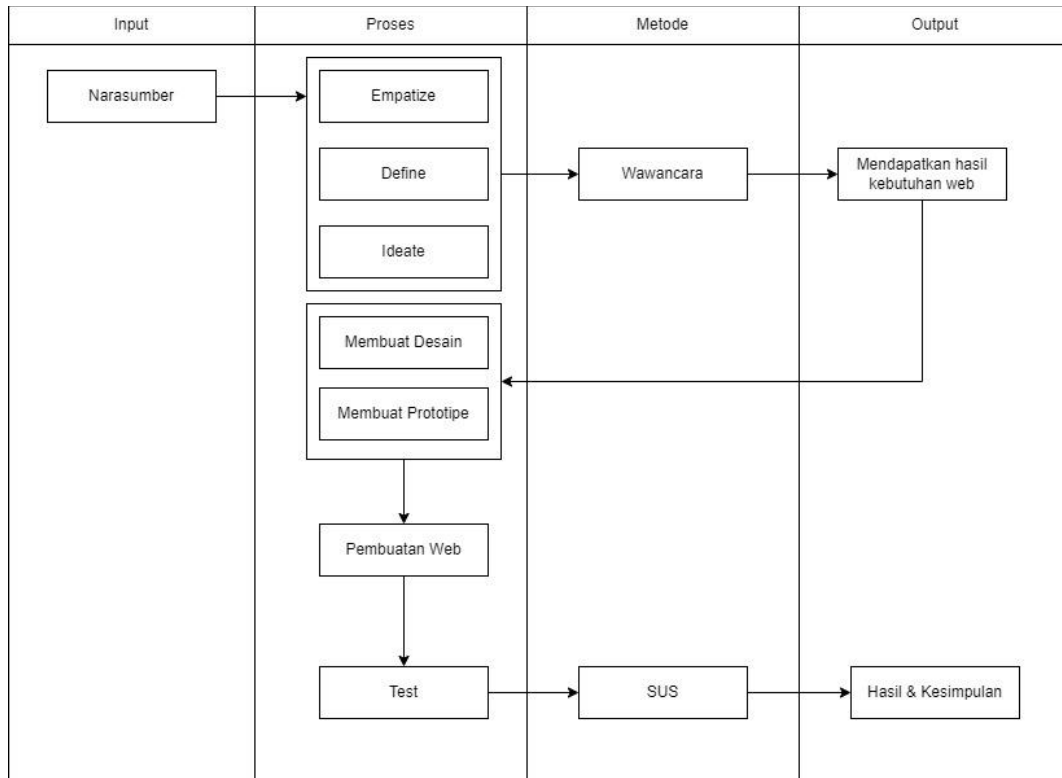 Input
Proses
Metode
Output
Narasumber
Empatize
Define
Ideate
Wawancara
Mendapatkan hasil
kebutuhan web
Membuat Desain
Membuat Prototipe
Pembuatan Web
Test
SUS
Hasil & Kesimpulan